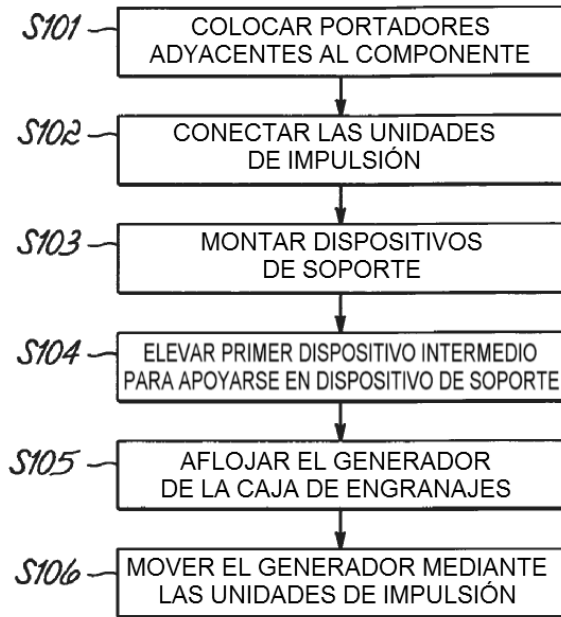 S101
COLOCAR PORTADORES
ADYACENTES AL COMPONENTE
S102
CONECTAR LAS UNIDADES
DE IMPULSIÓN
S103
MONTAR DISPOSITIVOS
DE SOPORTE
S104
ELEVAR PRIMER DISPOSITIVO INTERMEDIO
PARA APOYARSE EN DISPOSITIVO DE SOPORTE
S105
AFLOJAR EL GENERADOR
DE LA CAJA DE ENGRANAJES
S106
MOVER EL GENERADOR MEDIANTE
LAS UNIDADES DE IMPULSIÓN